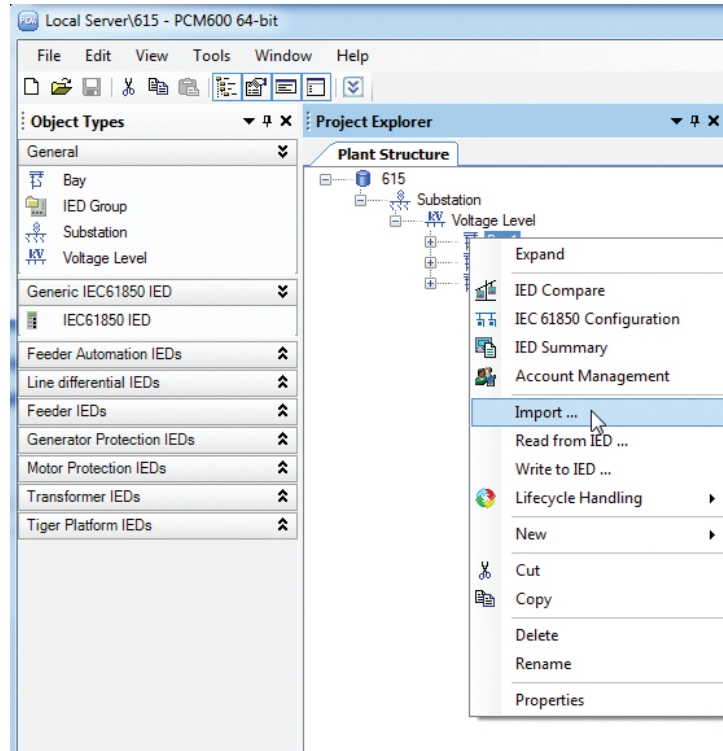 Local Server\615 - PCM600 64-bit
File Edit View Tools Window Help
Object Types
General
Bay
IED Group
Substation
Voltage Level
Generic IEC61850 IED
IEC61850 IED
Feeder Automation IEDs
Line differential IEDs
Feeder IEDs
Generator Protection IEDs
Motor Protection IEDs
Transformer IEDs
Tiger Platform IEDs
Project Explorer
Plant Structure
615
Substation
Voltage Level
Expand
IED Compare
IEC 61850 Configuration
IED Summary
Account Management
Import ...
Read from IED ...
Write to IED ...
Lifecycle Handling
New
Cut
Copy
Delete
Rename
Properties